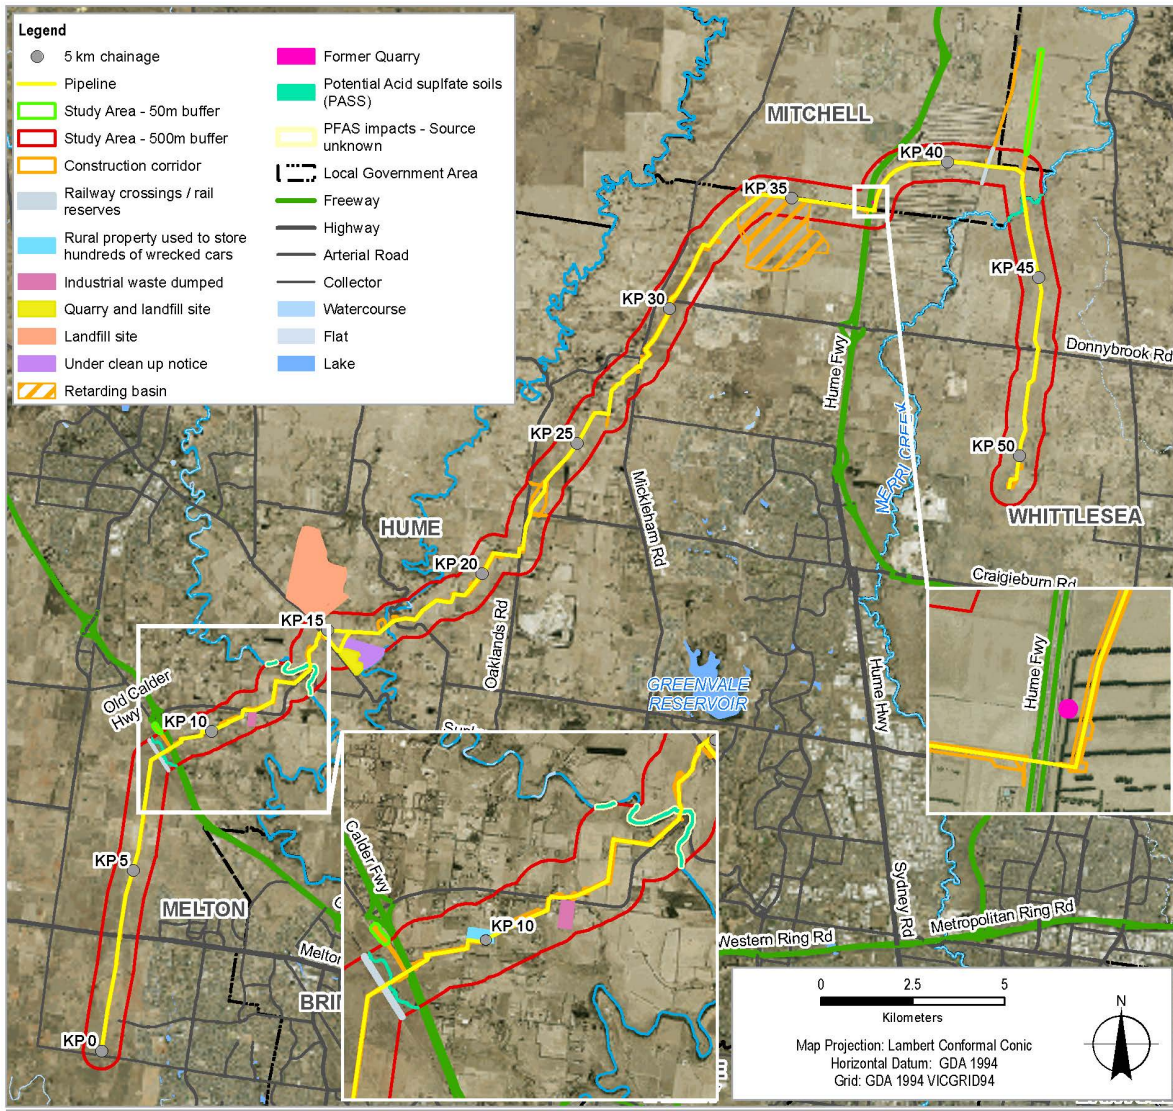 Legend
5 km chainage
Pipeline
Study Area - 50m buffer
Study Area - 500m buffer
Construction corridor
Railway crossings / rail
reserves
Rural property used to store
hundreds of wrecked cars
Industrial waste dumped
Quarry and landfill site
Landfill site
Under clean up notice
Retarding basin
Former Quarry
Potential Acid suplfate soils
(PASS)
PFAS impacts - Source
unknown
Local Government Area
Freeway
Highway
Arterial Road
Collector
Watercourse
Flat
Lake
MITCHELL
KP 40
KP 35
KP 45
KP 30
Donnybrook Rd
Hume Fwy
MERRI CREEK
KP 25
KP 50
Mickleham Rd
WHITTLESEA
HUME
KP 20
Craigieburn Rd
KP 15
Oaklands Rd
Hume Fwy
GREENVALE
RESERVOIR
Hume Hwy
Old Calder
Hwy
KP 10
Calder Fwy
KP 10
KP 5
MELTON
Sydney Rd
Metropolitan Ring Rd
Western Ring Rd
KP 0
0 2.5 5
Kilometers
Map Projection: Lambert Conformal Conic
Horizontal Datum: GDA 1994
Grid: GDA 1994 VICGRID94
N